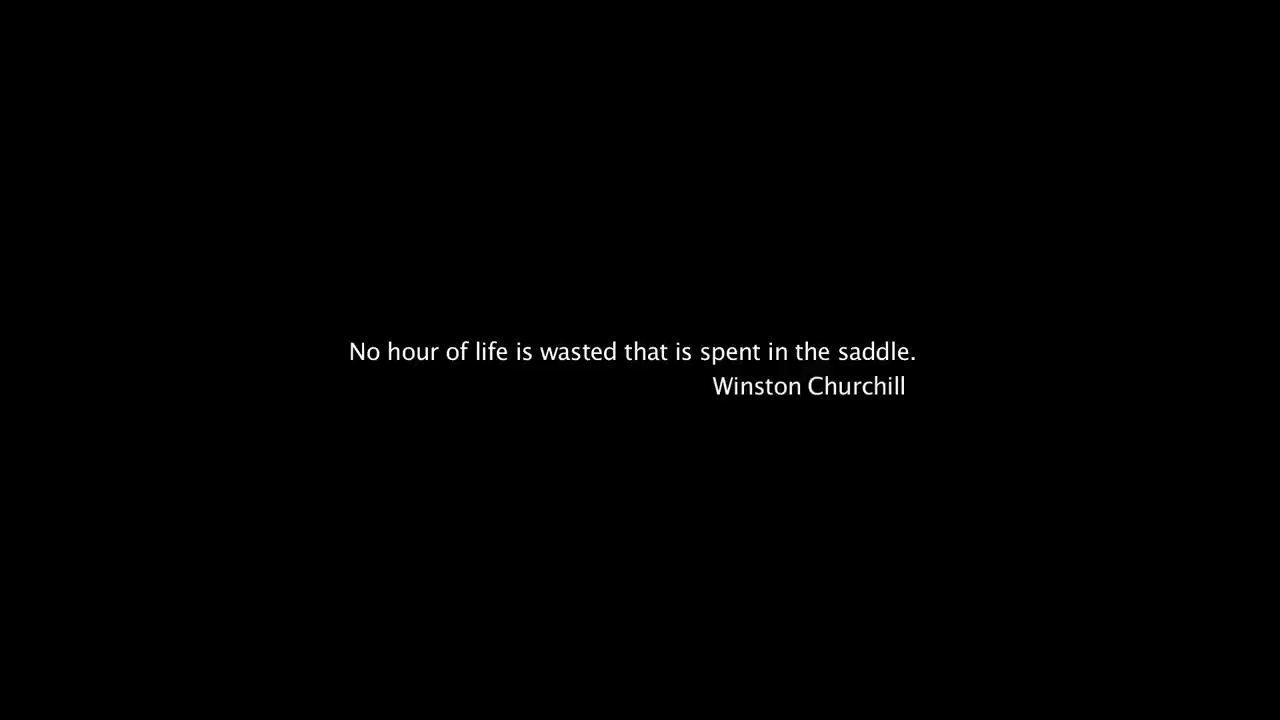 No hour of life is wasted that is spent in the saddle.
Winston Churchill